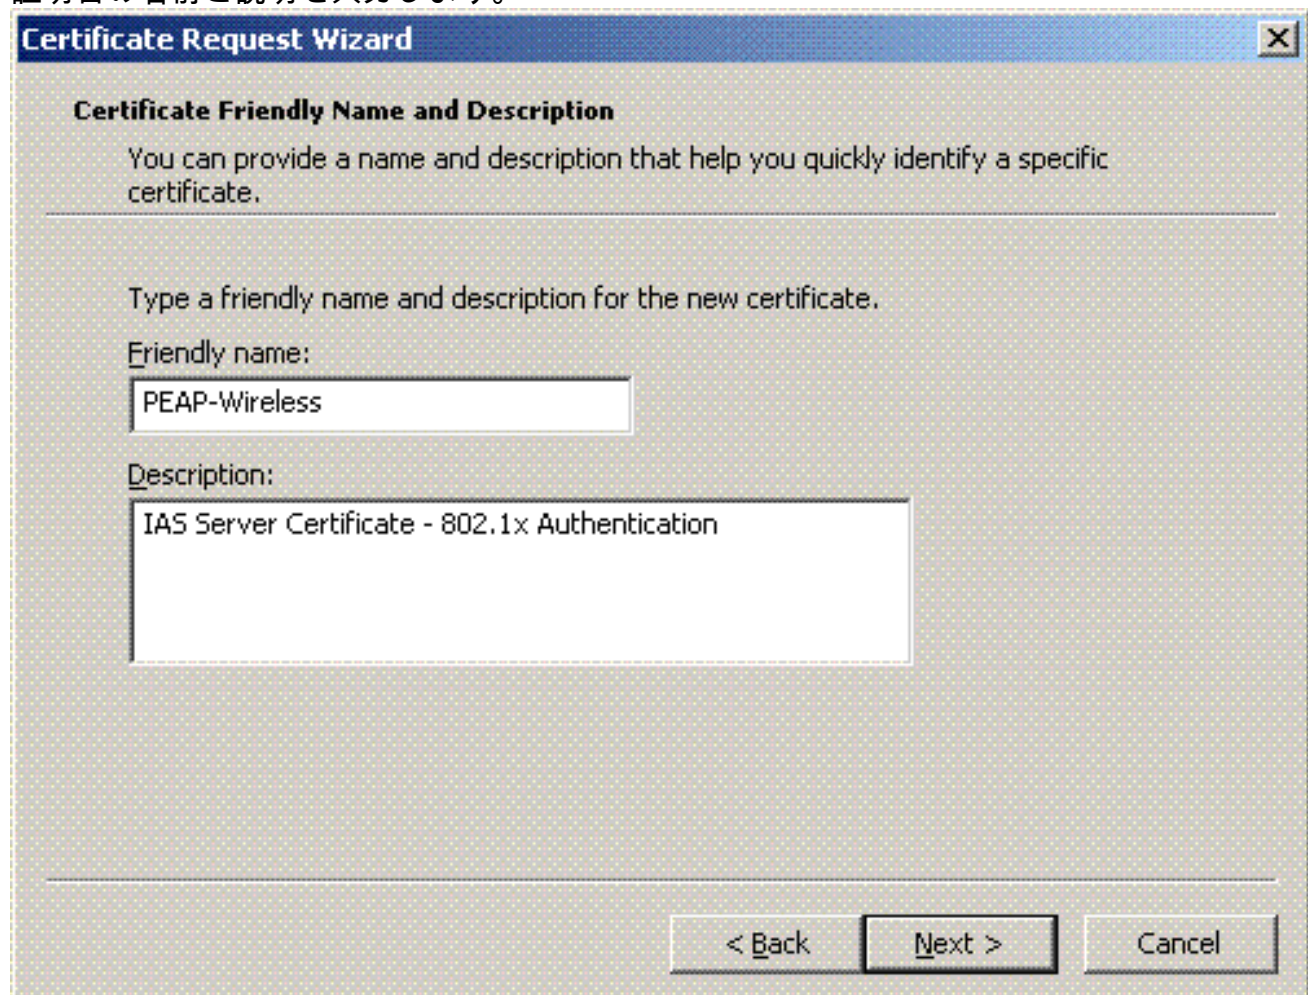 Certificate Request Wizard
Certificate Friendly Name and Description
You can provide a name and description that help you quickly identify a specific
certificate.
Type a friendly name and description for the new certificate.
Friendly name:
PEAP-Wireless
Description:
IAS Server Certificate - 802.1x Authentication
< Back
Next >
Cancel